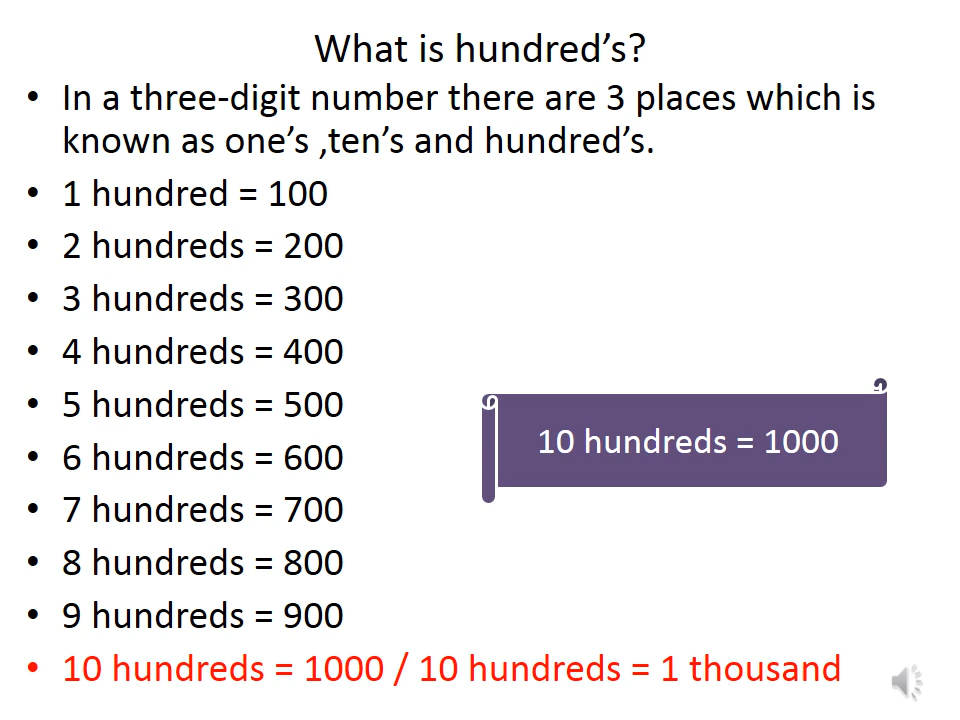 What is hundred’s?
• In a three-digit number there are 3 places which is
known as one’s ,ten’s and hundred’s.
• 1 hundred = 100
• 2 hundreds = 200
• 3 hundreds = 300
• 4 hundreds = 400
• 5 hundreds = 500
• 6 hundreds = 600
• 7 hundreds = 700
• 8 hundreds = 800
• 9 hundreds = 900
• 10 hundreds = 1000 / 10 hundreds = 1 thousand
10 hundreds = 1000